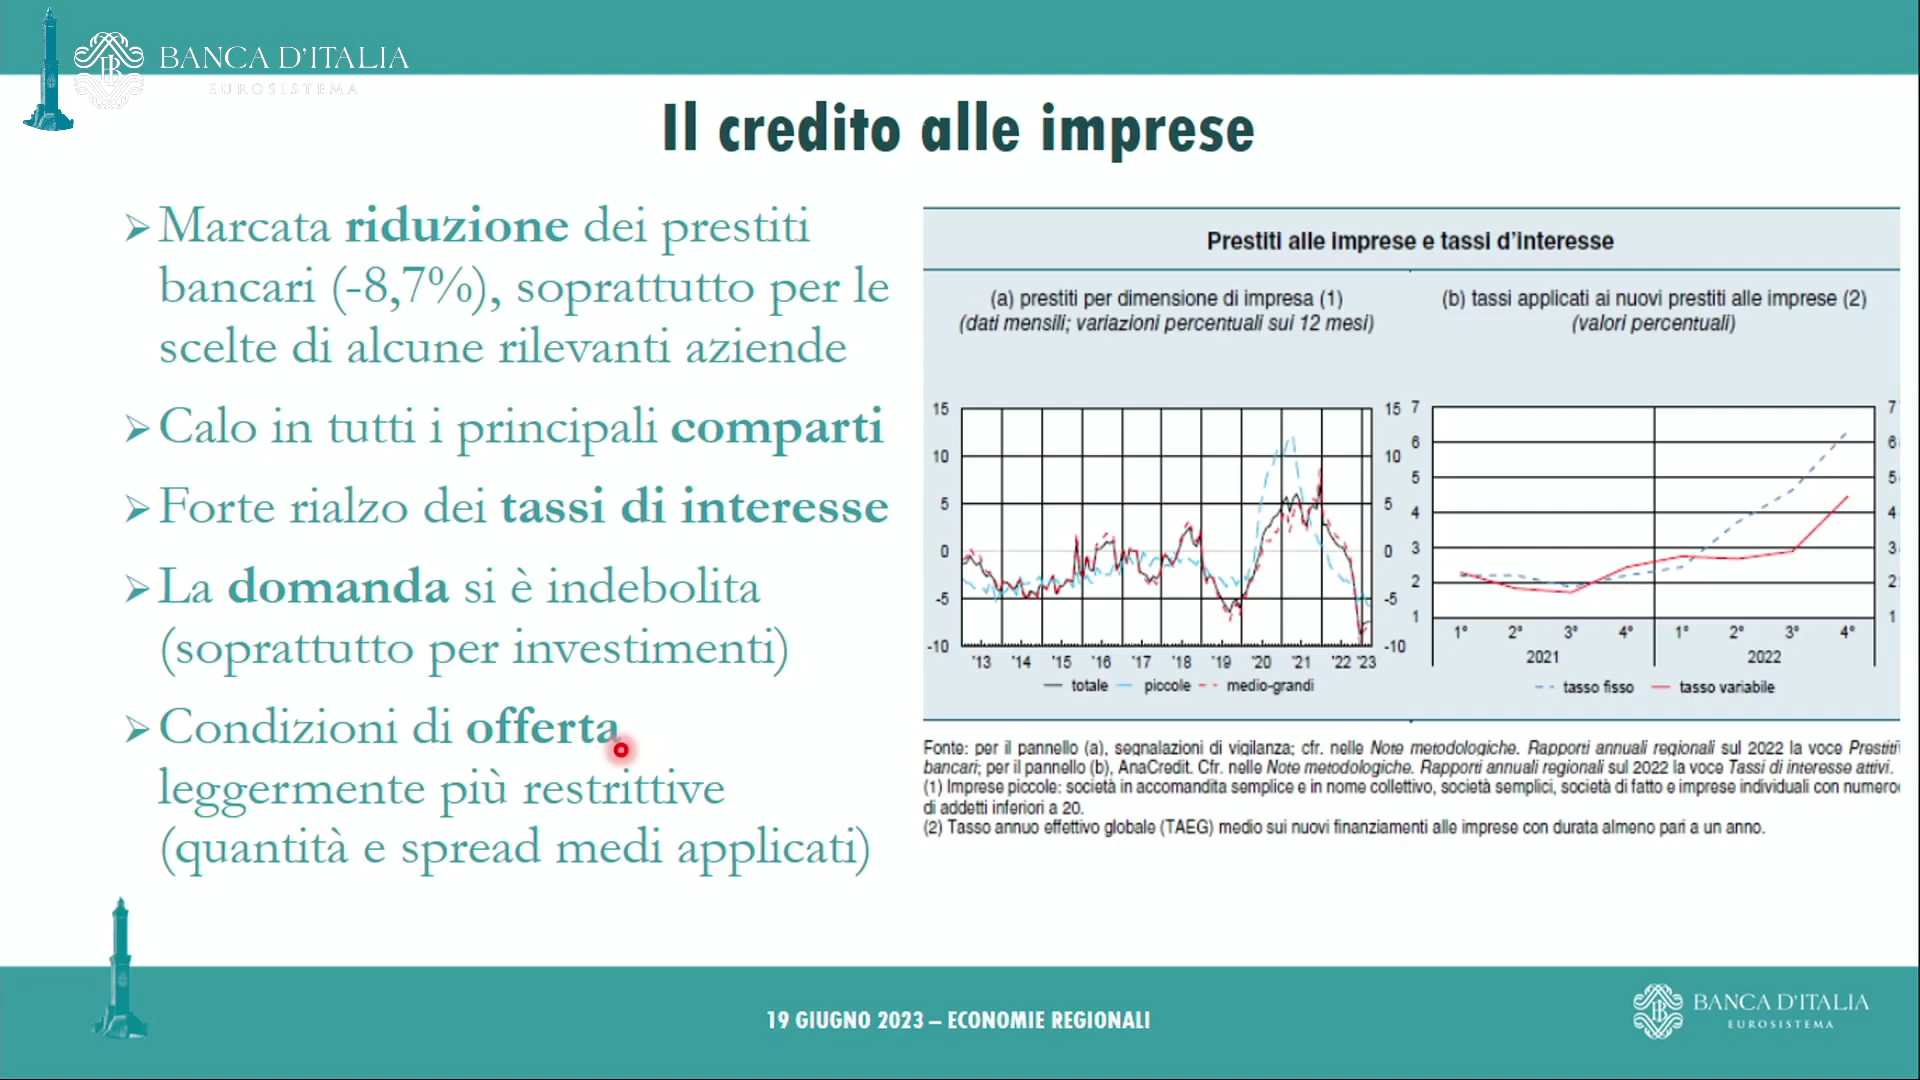 BANCA D'ITALIA
EUROSISTEMA
Il credito alle imprese
Marcata riduzione dei prestiti
bancari (-8,7%), soprattutto per le
scelte di alcune rilevanti aziende
Calo in tutti i principali comparti
Forte rialzo dei tassi di interesse
La domanda si è indebolita
(soprattutto per investimenti)
Condizioni di offerta
leggermente più restrittive
(quantità e spread medi applicati)
Prestiti alle imprese e tassi d'interesse
(a) prestiti per dimensione di impresa (1)
(dati mensili; variazioni percentuali sui 12 mesi)
15 15
10 10
5 5
0 0
-5 -5
-10 -10
'13 '14 '15 '16 '17 '18 '19 '20 '21 '22 '23
totale piccole medio-grandi
(b) tassi applicati ai nuovi prestiti alle imprese (2)
(valori percentuali)
7 7
6 6
5 5
4 4
3 3
2 2
1 1
1° 2° 3° 4° 1° 2° 3° 4°
2021 2022
tasso fisso tasso variabile
Fonte: per il pannello (a), segnalazioni di vigilanza; cfr. nelle Note metodologiche. Rapporti annuali regionali sul 2022 la voce Prestiti
bancari; per il pannello (b), AnaCredit. Cfr. nelle Note metodologiche. Rapporti annuali regionali sul 2022 la voce Tassi di interesse attivi.
(1) Imprese piccole: società in accomandita semplice e in nome collettivo, società semplici, società di fatto e imprese individuali con numero
di addetti inferiori a 20.
(2) Tasso annuo effettivo globale (TAEG) medio sui nuovi finanziamenti alle imprese con durata almeno pari a un anno.
19 GIUGNO 2023 – ECONOMIE REGIONALI
BANCA D'ITALIA
EUROSISTEMA